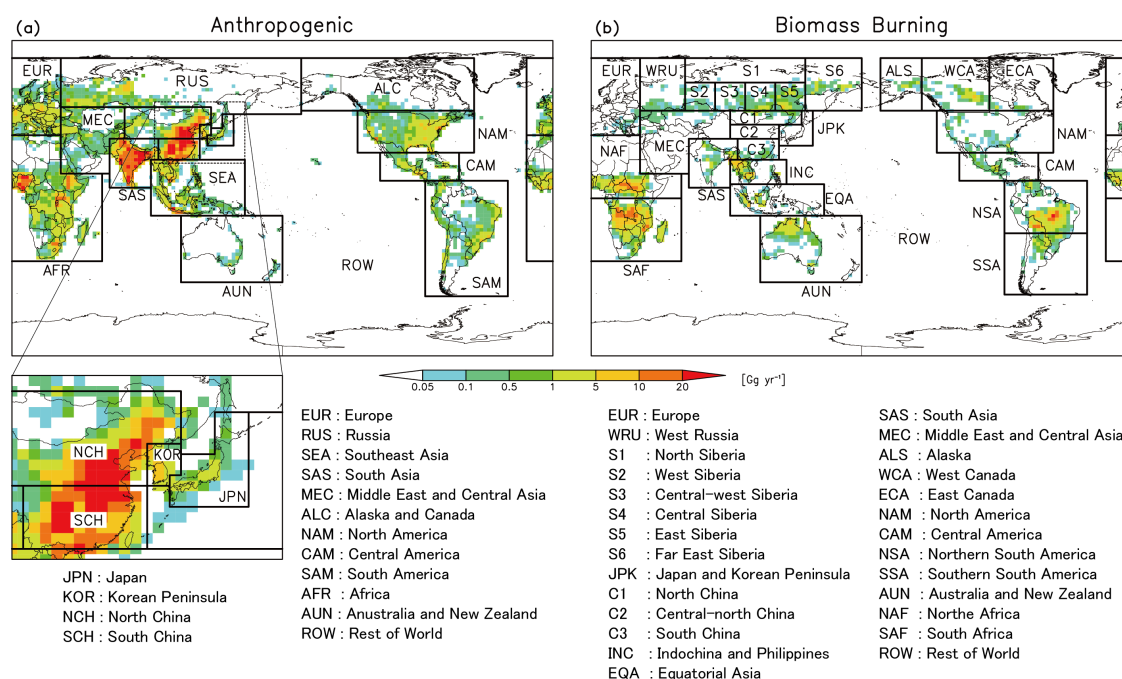 (a) Anthropogenic
EUR
RUS
ALC
MEC
NAM
CAM
SEA
SAS
AFR
AUN
ROW
SAM
(b) Biomass Burning
EUR
WRU
S1
S6
ALS
WCA
ECA
S2
S3
S4
S5
C1
C2
C3
JPK
NAM
NAF
MEC
CAM
INC
SAS
EQA
NSA
ROW
SSA
SAF
AUN
0.05 0.1 0.5 1 5 10 20 [Gg yr⁻¹]
NCH
KOR
JPN
SCH
JPN : Japan
KOR : Korean Peninsula
NCH : North China
SCH : South China
EUR : Europe
RUS : Russia
SEA : Southeast Asia
SAS : South Asia
MEC : Middle East and Central Asia
ALC : Alaska and Canada
NAM : North America
CAM : Central America
SAM : South America
AFR : Africa
AUN : Anustralia and New Zealand
ROW : Rest of World
EUR : Europe
WRU : West Russia
S1 : North Siberia
S2 : West Siberia
S3 : Central-west Siberia
S4 : Central Siberia
S5 : East Siberia
S6 : Far East Siberia
JPK : Japan and Korean Peninsula
C1 : North China
C2 : Central-north China
C3 : South China
INC : Indochina and Philippines
EQA : Equatorial Asia
SAS : South Asia
MEC : Middle East and Central Asia
ALS : Alaska
WCA : West Canada
ECA : East Canada
NAM : North America
CAM : Central America
NSA : Northern South America
SSA : Southern South America
AUN : Australia and New Zealand
NAF : Northe Africa
SAF : South Africa
ROW : Rest of World